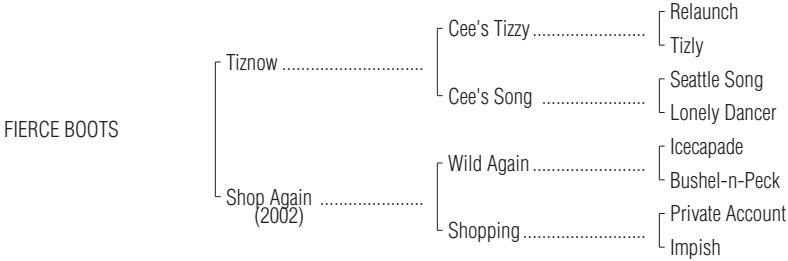 Relaunch
Cee's Tizzy ........................
Tizly
Tiznow ..............................
Seattle Song
Cee's Song ......................
Lonely Dancer
FIERCE BOOTS
Icecapade
Wild Again ........................
Bushel-n-Peck
Shop Again ......................
(2002)
Private Account
Shopping ..........................
Impish